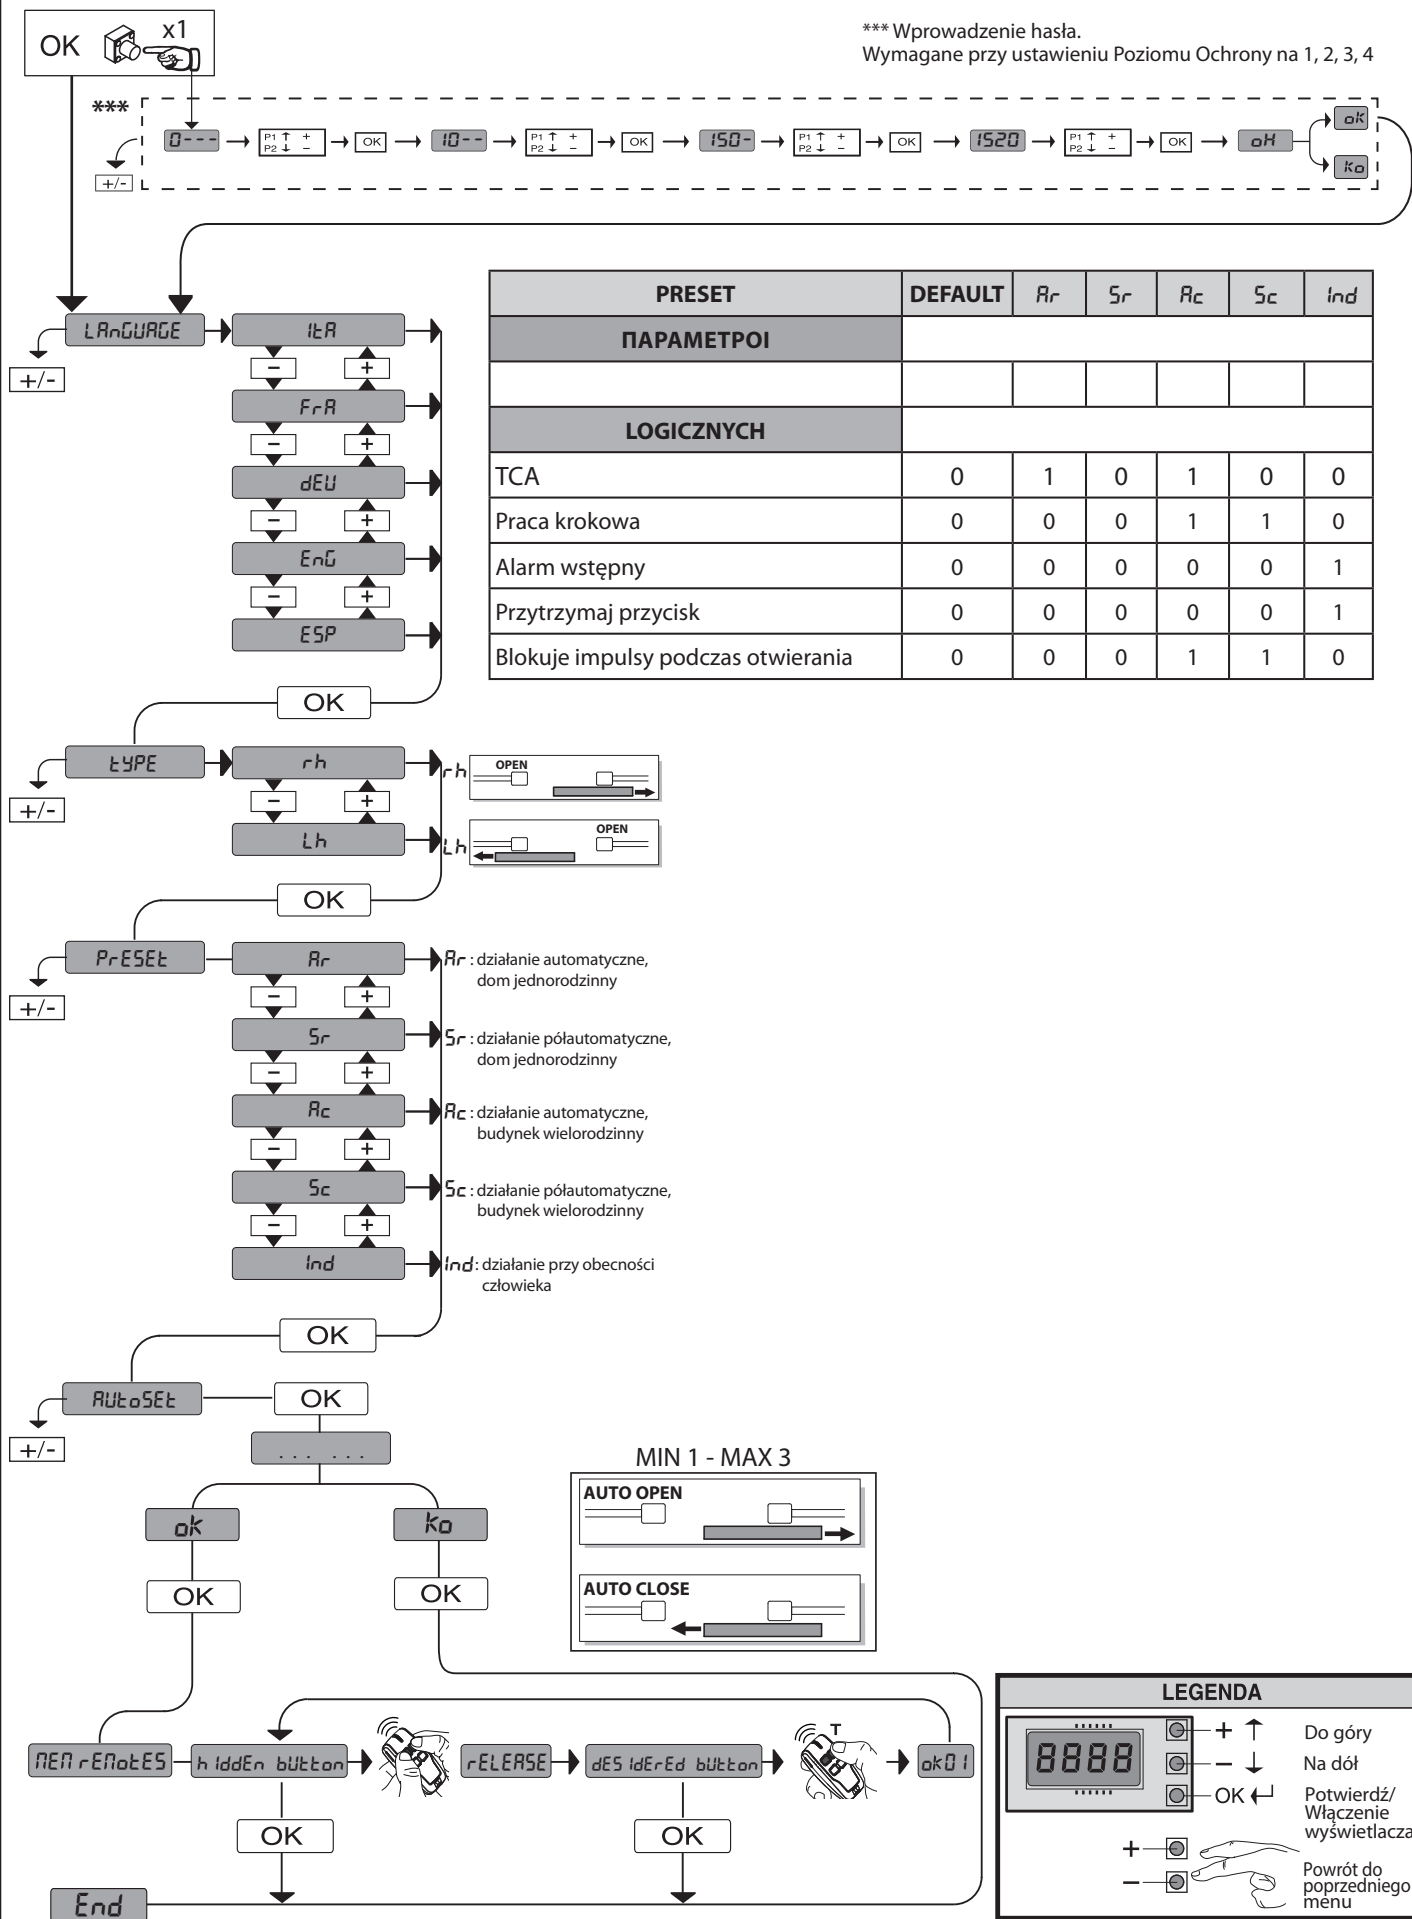 OK
x1
*** Wprowadzenie hasła.
Wymagane przy ustawieniu Poziomu Ochrony na 1, 2, 3, 4
***
0--- P1 ↑ + P2 ↓ - OK 10-- P1 ↑ + P2 ↓ - OK 150- P1 ↑ + P2 ↓ - OK 1520 P1 ↑ + P2 ↓ - OK oH ok
ko
+/-
PRESET DEFAULT Ar Sr Ac Sc Ind
ΠΑΡΑΜΕΤΡΟΙ
LOGICZNYCH
TCA 0 1 0 1 0 0
Praca krokowa 0 0 0 1 1 0
Alarm wstępny 0 0 0 0 0 1
Przytrzymaj przycisk 0 0 0 0 0 1
Blokuje impulsy podczas otwierania 0 0 0 1 1 0
LAnGUAGE ItA
+/-
- +
FrA
- +
dEU
- +
EnG
- +
ESP
OK
tYPE rh rh OPEN
+/-
- +
Lh Lh OPEN
OK
PrESEt Ar Ar : działanie automatyczne,
dom jednorodzinny
+/-
- +
Sr Sr : działanie półautomatyczne,
dom jednorodzinny
- +
Ac Ac : działanie automatyczne,
budynek wielorodzinny
- +
Sc Sc : działanie półautomatyczne,
budynek wielorodzinny
- +
Ind Ind : działanie przy obecności
człowieka
OK
AUtoSEt OK
+/-
... ...
MIN 1 - MAX 3
AUTO OPEN
AUTO CLOSE
ok ko
OK OK
MEM rEMotES hIddEn bUtton rELEASE dESIdErEd bUtton T ok01
OK OK
End
LEGENDA
8888
+ ↑ Do góry
- ↓ Na dół
OK ↵ Potwierdź/
Włączenie
wyświetlacza
+
-
Powrót do
poprzedniego
menu